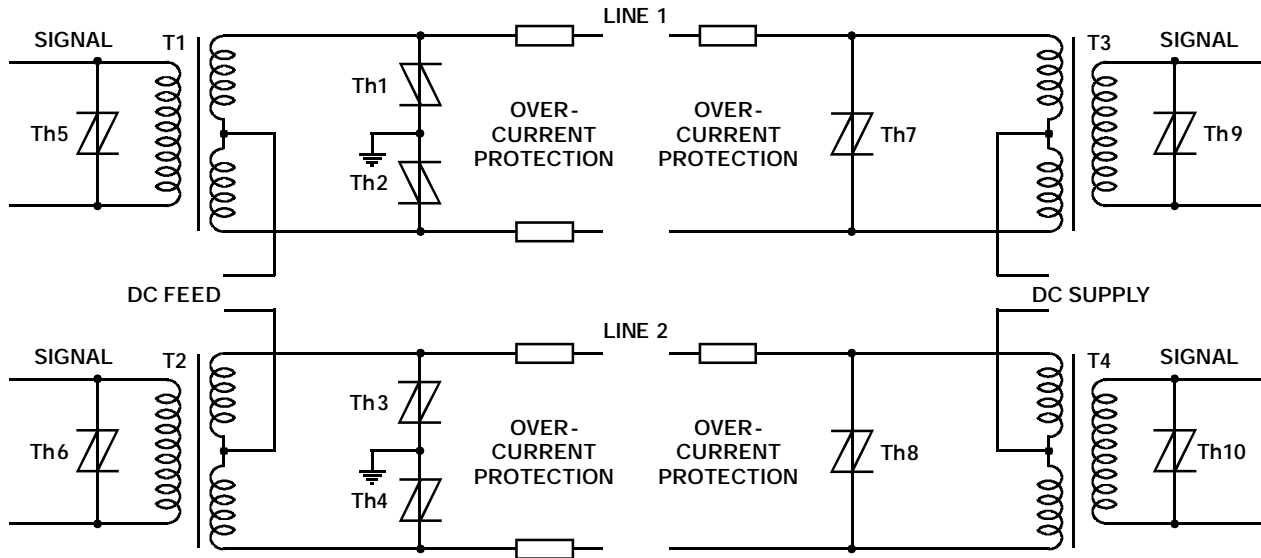 LINE 1
SIGNAL
T1
T3
SIGNAL
Th1
OVER-
CURRENT
PROTECTION
OVER-
CURRENT
PROTECTION
Th5
Th7
Th9
Th2
DC FEED
DC SUPPLY
LINE 2
SIGNAL
T2
T4
SIGNAL
Th3
OVER-
CURRENT
PROTECTION
OVER-
CURRENT
PROTECTION
Th6
Th8
Th10
Th4